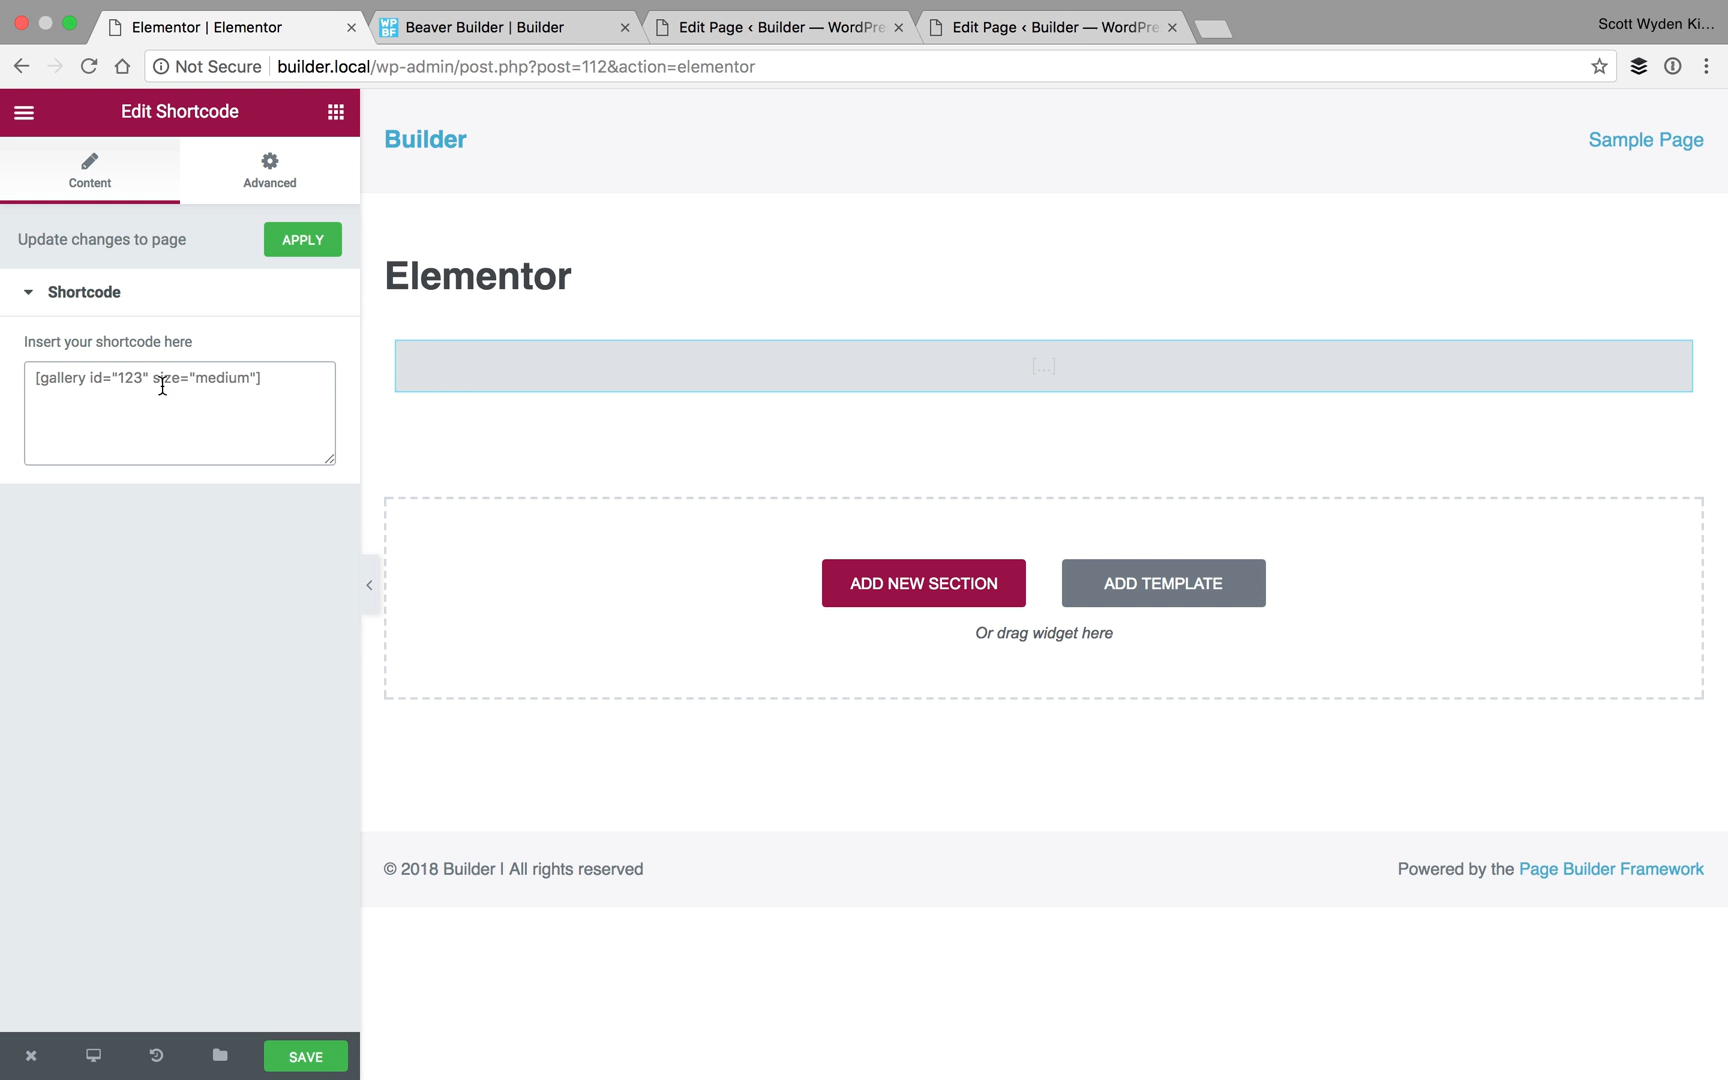 Elementor | Elementor
Beaver Builder | Builder
Edit Page ‹ Builder — WordPre
Edit Page ‹ Builder — WordPre
Scott Wyden Ki...
Not Secure
builder.local/wp-admin/post.php?post=112&action=elementor
Edit Shortcode
Content
Advanced
Update changes to page
APPLY
Shortcode
Insert your shortcode here
[gallery id="123" size="medium"]
SAVE
Builder
Sample Page
Elementor
[...]
ADD NEW SECTION
ADD TEMPLATE
Or drag widget here
© 2018 Builder | All rights reserved
Powered by the Page Builder Framework
WP
BF